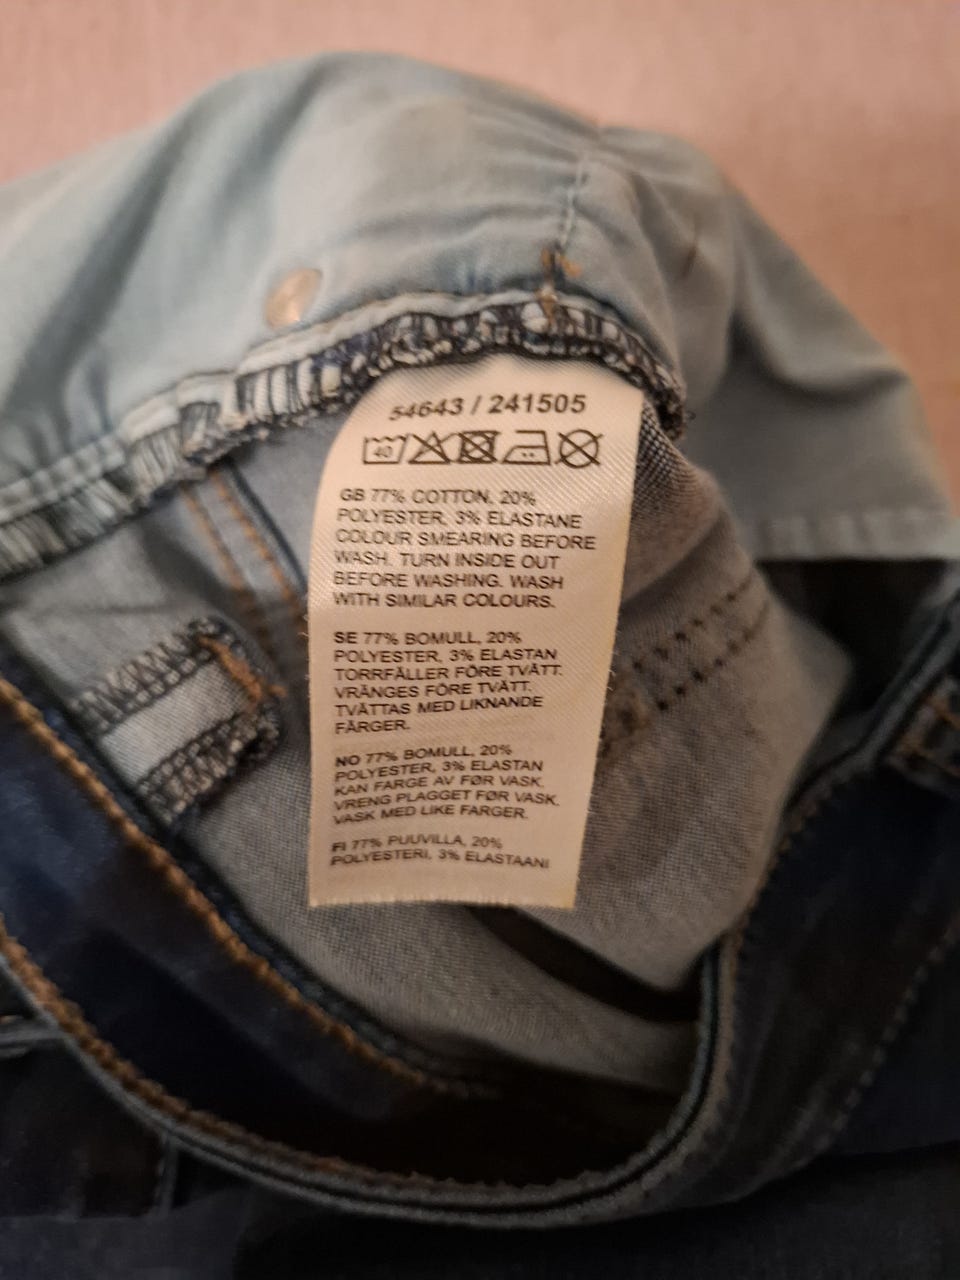 54643 / 241505
40
GB 77% COTTON, 20%
POLYESTER, 3% ELASTANE
COLOUR SMEARING BEFORE
WASH. TURN INSIDE OUT
BEFORE WASHING. WASH
WITH SIMILAR COLOURS.
SE 77% BOMULL, 20%
POLYESTER, 3% ELASTAN
TORRFÄLLER FÖRE TVÄTT.
VRÄNGES FÖRE TVÄTT.
TVÄTTAS MED LIKNANDE
FÄRGER.
NO 77% BOMULL, 20%
POLYESTER, 3% ELASTAN
KAN FARGE AV FØR VASK.
VRENG PLAGGET FØR VASK.
VASK MED LIKE FARGER.
FI 77% PUUVILLA, 20%
POLYESTERI, 3% ELASTAANI